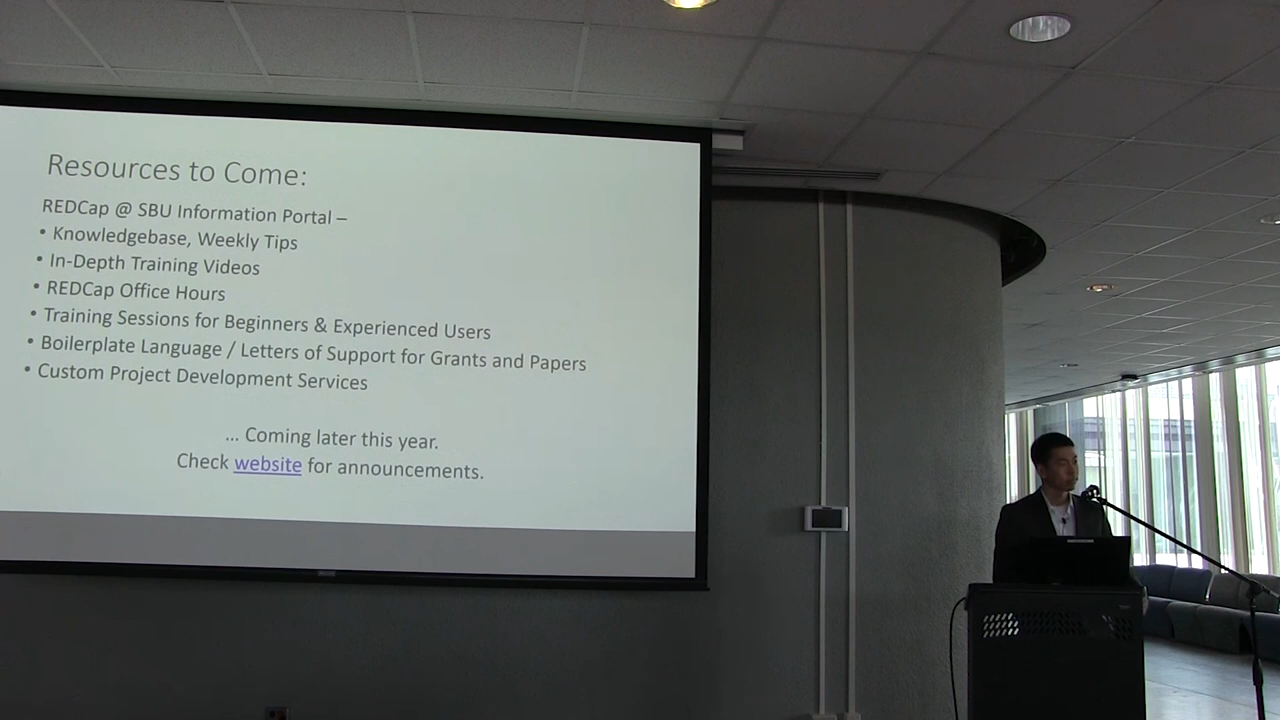 Resources to Come:
REDCap @ SBU Information Portal –
• Knowledgebase, Weekly Tips
• In-Depth Training Videos
• REDCap Office Hours
• Training Sessions for Beginners & Experienced Users
• Boilerplate Language / Letters of Support for Grants and Papers
• Custom Project Development Services
... Coming later this year.
Check website for announcements.